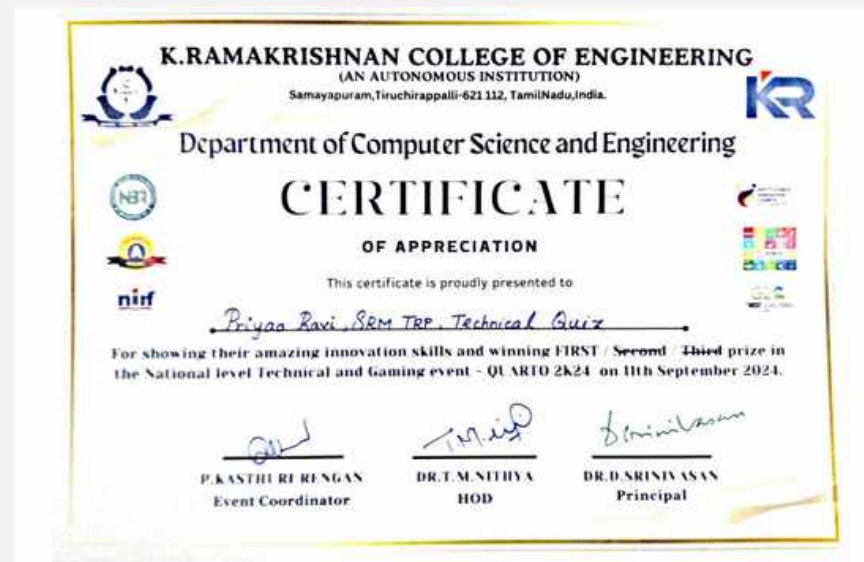 K.RAMAKRISHNAN COLLEGE OF ENGINEERING
(AN AUTONOMOUS INSTITUTION)
Samayapuram,Tiruchirappalli-621 112, TamilNadu,India.
KR
Department of Computer Science and Engineering
CERTIFICATE
OF APPRECIATION
This certificate is proudly presented to
nirf
Priyaa Ravi, SRM TRP, Technical Quiz
For showing their amazing innovation skills and winning FIRST / Second / Third prize in
the National level Technical and Gaming event - QUARTO 2K24 on 11th September 2024.
P.KASTHURI RENGAN
DR.T.M.NITHYA
DR.D.SRINIVASAN
Event Coordinator
HOD
Principal